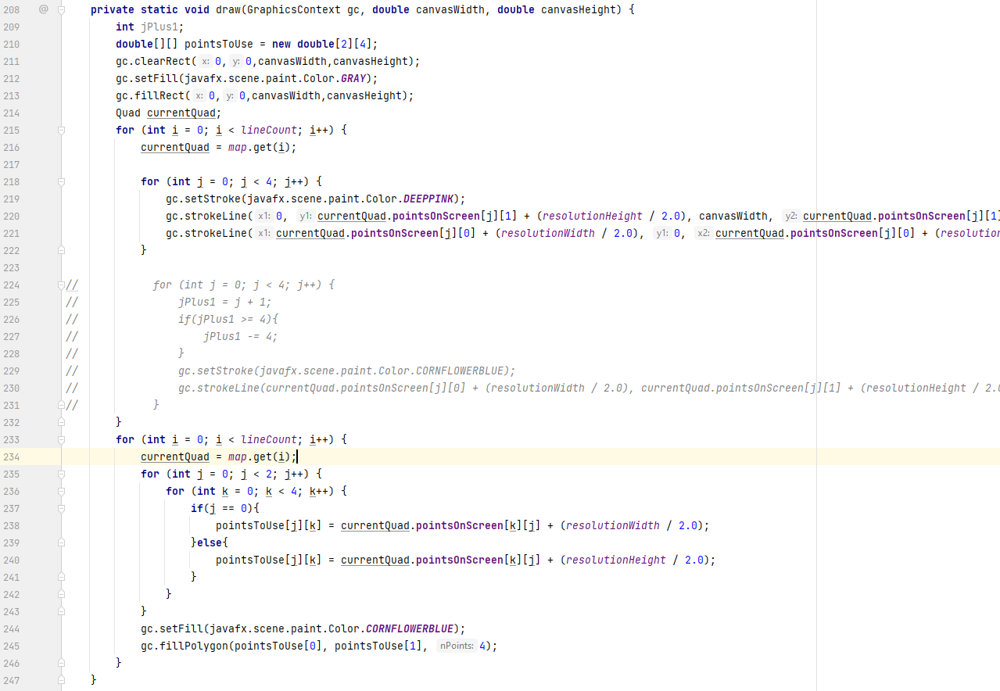 208 @ private static void draw(GraphicsContext gc, double canvasWidth, double canvasHeight) {
209 int jPlus1;
210 double[][] pointsToUse = new double[2][4];
211 gc.clearRect( x: 0, y: 0,canvasWidth,canvasHeight);
212 gc.setFill(javafx.scene.paint.Color.GRAY);
213 gc.fillRect( x: 0, y: 0,canvasWidth,canvasHeight);
214 Quad currentQuad;
215 for (int i = 0; i < lineCount; i++) {
216 currentQuad = map.get(i);
217
218 for (int j = 0; j < 4; j++) {
219 gc.setStroke(javafx.scene.paint.Color.DEEPPINK);
220 gc.strokeLine( x1: 0, y1: currentQuad.pointsOnScreen[j][1] + (resolutionHeight / 2.0), canvasWidth, y2: currentQuad.pointsOnScreen[j][1]
221 gc.strokeLine( x1: currentQuad.pointsOnScreen[j][0] + (resolutionWidth / 2.0), y1: 0, x2: currentQuad.pointsOnScreen[j][0] + (resolution
222 }
223
224 // for (int j = 0; j < 4; j++) {
225 // jPlus1 = j + 1;
226 // if(jPlus1 >= 4){
227 // jPlus1 -= 4;
228 // }
229 // gc.setStroke(javafx.scene.paint.Color.CORNFLOWERBLUE);
230 // gc.strokeLine(currentQuad.pointsOnScreen[j][0] + (resolutionWidth / 2.0), currentQuad.pointsOnScreen[j][1] + (resolutionHeight / 2.0
231 // }
232 }
233 for (int i = 0; i < lineCount; i++) {
234 currentQuad = map.get(i);
235 for (int j = 0; j < 2; j++) {
236 for (int k = 0; k < 4; k++) {
237 if(j == 0){
238 pointsToUse[j][k] = currentQuad.pointsOnScreen[k][j] + (resolutionWidth / 2.0);
239 }else{
240 pointsToUse[j][k] = currentQuad.pointsOnScreen[k][j] + (resolutionHeight / 2.0);
241 }
242 }
243 }
244 gc.setFill(javafx.scene.paint.Color.CORNFLOWERBLUE);
245 gc.fillPolygon(pointsToUse[0], pointsToUse[1], nPoints: 4);
246 }
247 }